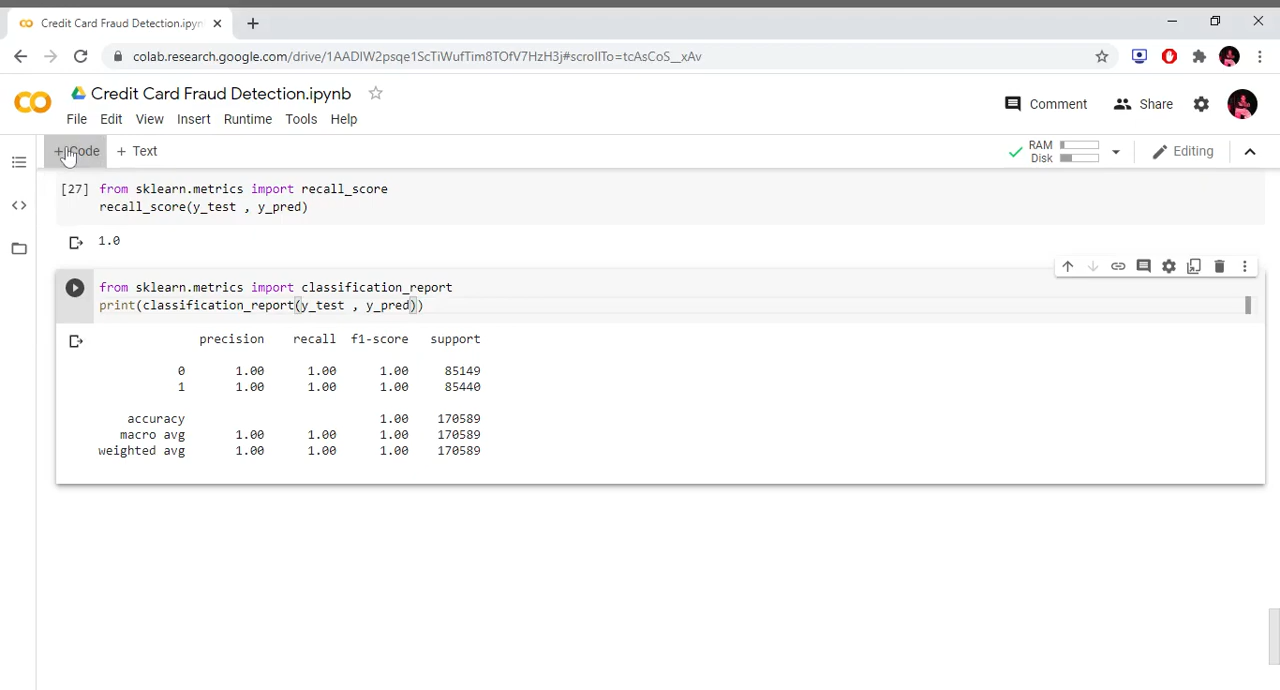 Credit Card Fraud Detection.ipyn
colab.research.google.com/drive/1AADIW2psqe1ScTiWufTim8TOfV7HzH3j#scrollTo=tcAsCoS__xAv
Credit Card Fraud Detection.ipynb
Comment
Share
File Edit View Insert Runtime Tools Help
+ Code
+ Text
RAM
Disk
Editing
[27] from sklearn.metrics import recall_score
recall_score(y_test , y_pred)
1.0
from sklearn.metrics import classification_report
print(classification_report(y_test , y_pred))
precision recall f1-score support
0 1.00 1.00 1.00 85149
1 1.00 1.00 1.00 85440
accuracy 1.00 170589
macro avg 1.00 1.00 1.00 170589
weighted avg 1.00 1.00 1.00 170589